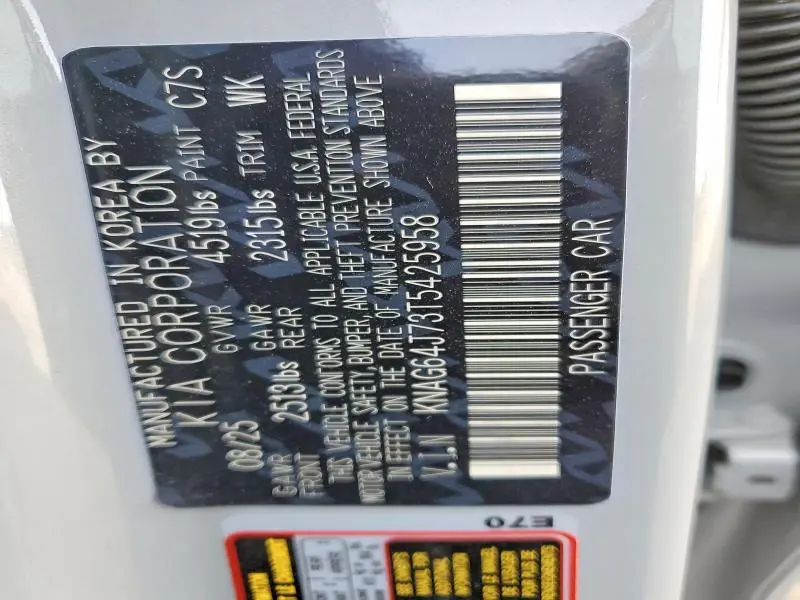 MANUFACTURED IN KOREA BY
KIA CORPORATION
08/25 GVWR 4519lbs PAINT C7S
GAWR FRONT 2513lbs GAWR REAR 2315lbs TRIM WK
THIS VEHICLE CONFORMS TO ALL APPLICABLE U.S.A. FEDERAL
MOTOR VEHICLE SAFETY, BUMPER, AND THEFT PREVENTION STANDARDS
IN EFFECT ON THE DATE OF MANUFACTURE SHOWN ABOVE
V.I.N KNAG64J73T5425958
PASSENGER CAR
E70